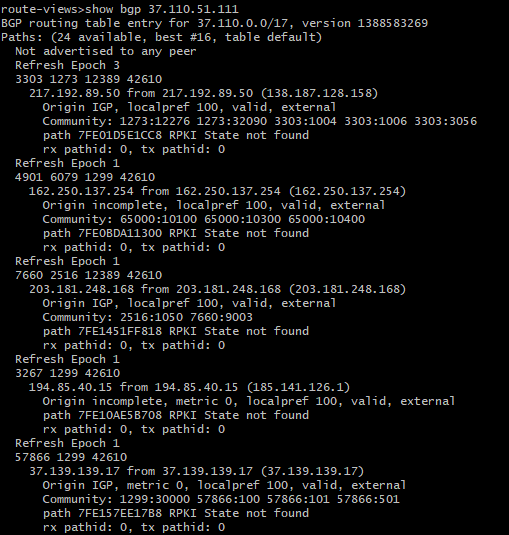 route-views>show bgp 37.110.51.111
BGP routing table entry for 37.110.0.0/17, version 1388583269
Paths: (24 available, best #16, table default)
Not advertised to any peer
Refresh Epoch 3
3303 1273 12389 42610
217.192.89.50 from 217.192.89.50 (138.187.128.158)
Origin IGP, localpref 100, valid, external
Community: 1273:12276 1273:32090 3303:1004 3303:1006 3303:3056
path 7FE01D5E1CC8 RPKI State not found
rx pathid: 0, tx pathid: 0
Refresh Epoch 1
4901 6079 1299 42610
162.250.137.254 from 162.250.137.254 (162.250.137.254)
Origin incomplete, localpref 100, valid, external
Community: 65000:10100 65000:10300 65000:10400
path 7FE0BDA11300 RPKI State not found
rx pathid: 0, tx pathid: 0
Refresh Epoch 1
7660 2516 12389 42610
203.181.248.168 from 203.181.248.168 (203.181.248.168)
Origin IGP, localpref 100, valid, external
Community: 2516:1050 7660:9003
path 7FE1451FF818 RPKI State not found
rx pathid: 0, tx pathid: 0
Refresh Epoch 1
3267 1299 42610
194.85.40.15 from 194.85.40.15 (185.141.126.1)
Origin incomplete, metric 0, localpref 100, valid, external
path 7FE10AE5B708 RPKI State not found
rx pathid: 0, tx pathid: 0
Refresh Epoch 1
57866 1299 42610
37.139.139.17 from 37.139.139.17 (37.139.139.17)
Origin IGP, metric 0, localpref 100, valid, external
Community: 1299:30000 57866:100 57866:101 57866:501
path 7FE157EE17B8 RPKI State not found
rx pathid: 0, tx pathid: 0